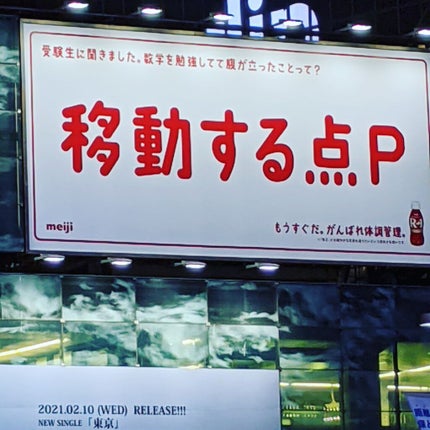 受験生に聞きました。数学を勉強してて腹が立ったことって？
移動する点P
meiji
もうすぐだ。がんばれ体調管理。
R-1
2021.02.10 (WED) RELEASE!!!
NEW SINGLE 「東京」